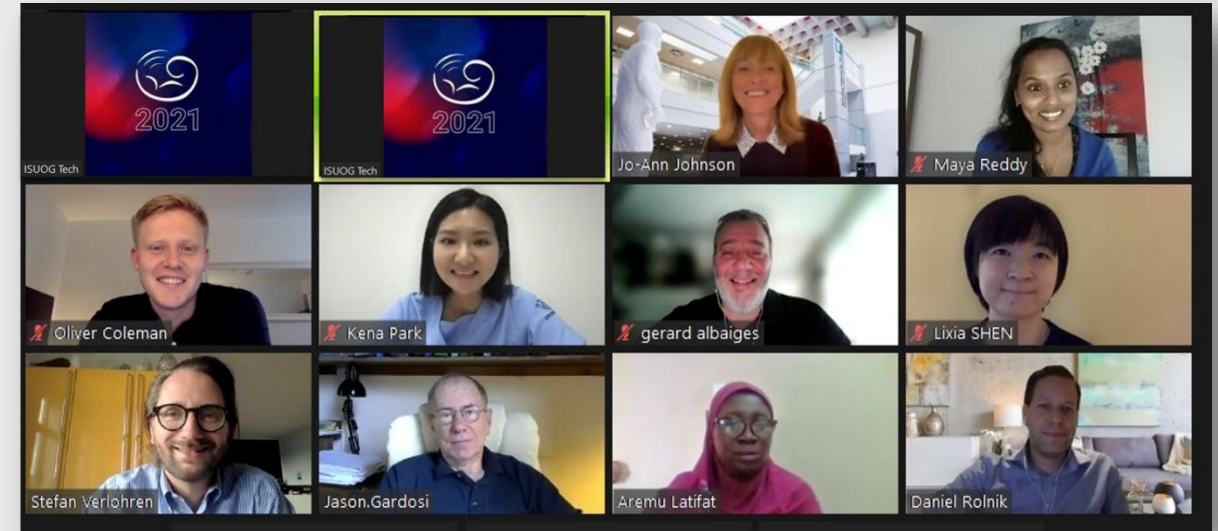 2021
ISUOG Tech
2021
ISUOG Tech
Jo-Ann Johnson
Maya Reddy
Oliver Coleman
Kena Park
gerard albaiges
Lixia SHEN
Stefan Verlohren
Jason.Gardosi
Aremu Latifat
Daniel Rolnik